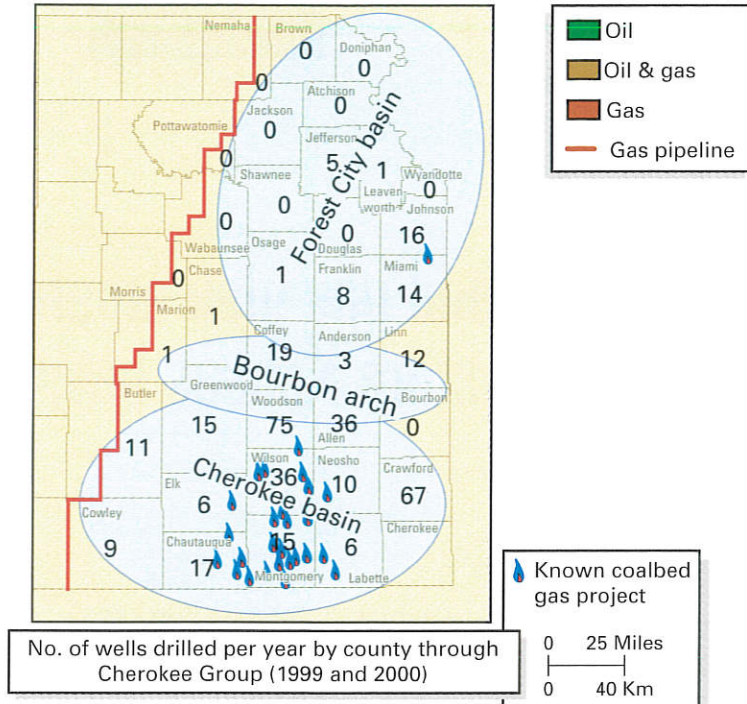 Nemaha
Brown
Doniphan
0
0
0
Atchison
0
Jackson
0
Pottawatomie
Jefferson
5
1
Leaven
worth
Wyandotte
0
0
Shawnee
0
Johnson
16
0
Osage
1
0
Douglas
Forest City basin
Wabaunsee
Franklin
8
Miami
14
0
Chase
1
Morris
Marion
1
Coffey
19
Anderson
3
Linn
12
Bourbon arch
Butler
11
Greenwood
15
Woodson
75
36
Allen
Bourbon
0
Wilson
36
Neosho
10
Crawford
67
Cherokee basin
Elk
6
Cowley
9
Chautauqua
17
15
Montgomery
6
Labette
Cherokee
Oil
Oil & gas
Gas
Gas pipeline
No. of wells drilled per year by county through
Cherokee Group (1999 and 2000)
Known coalbed
gas project
0 25 Miles
0 40 Km